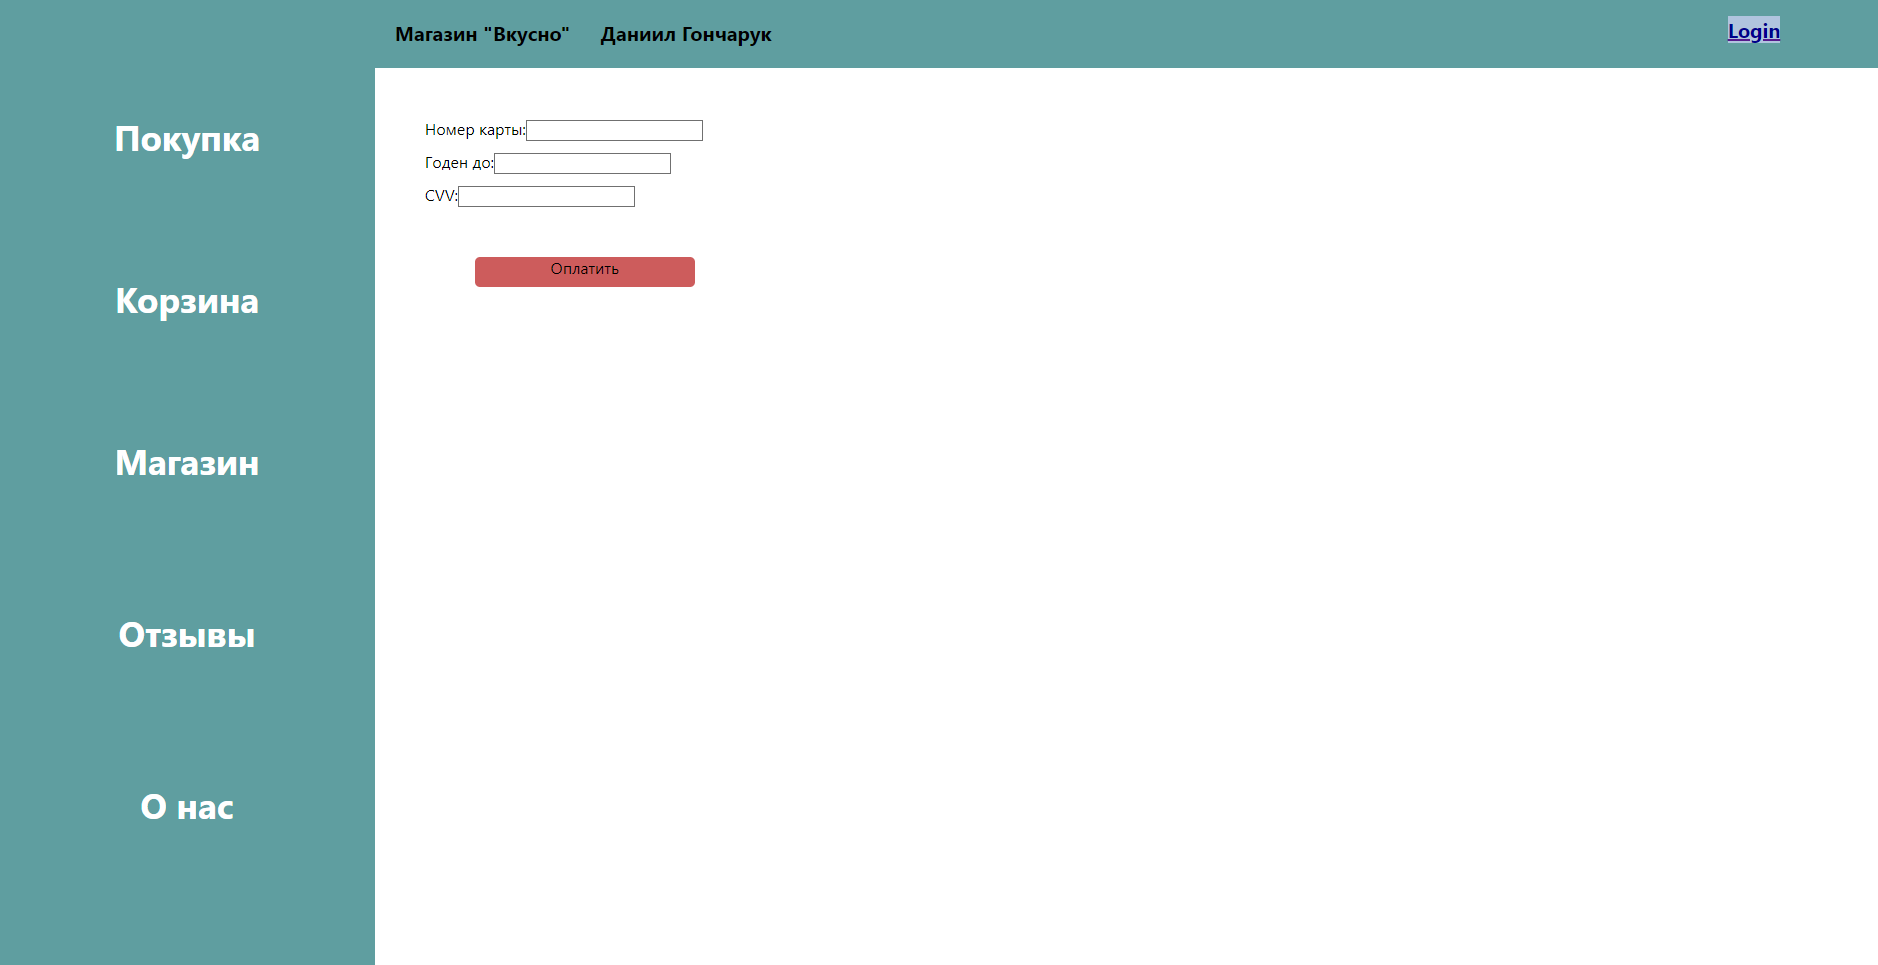 Магазин "Вкусно" Даниил Гончарук Login
Покупка
Корзина
Магазин
Отзывы
О нас
Номер карты:
Годен до:
CVV:
Оплатить